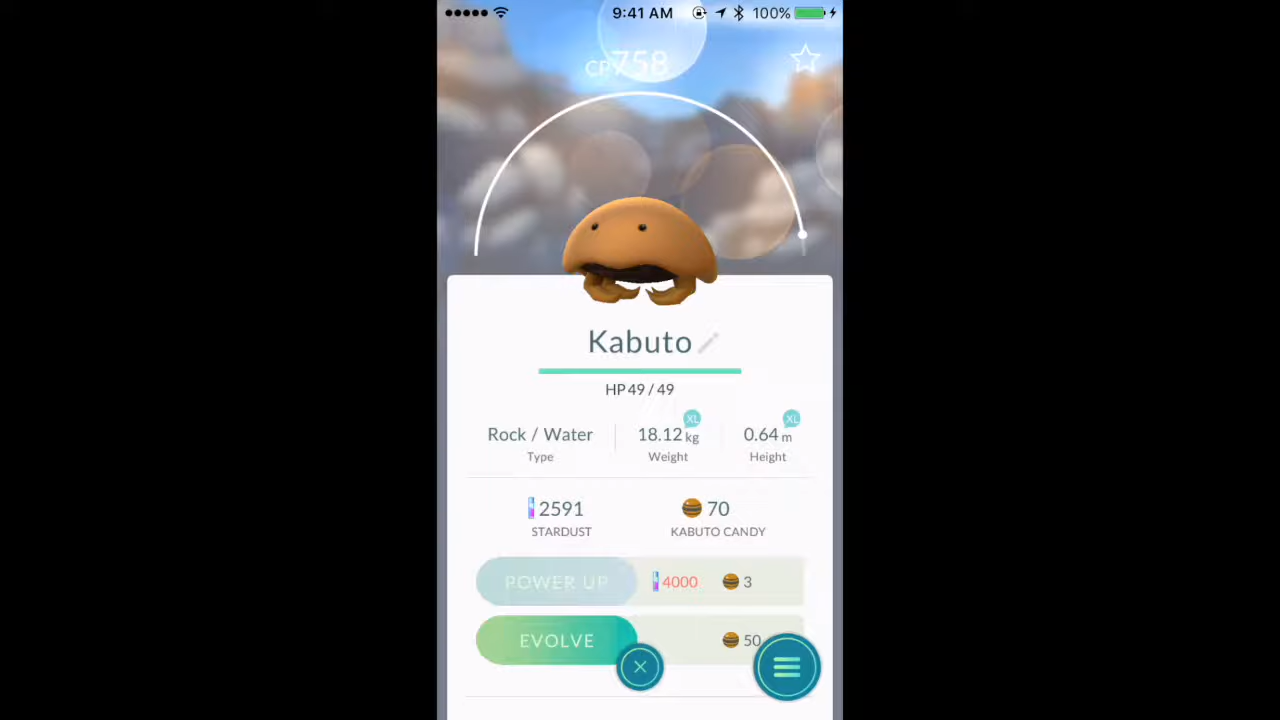 9:41 AM 100%
CP758
Kabuto
HP 49 / 49
XL XL
Rock / Water 18.12 kg 0.64 m
Type Weight Height
2591 70
STARDUST KABUTO CANDY
POWER UP 4000 3
EVOLVE 50